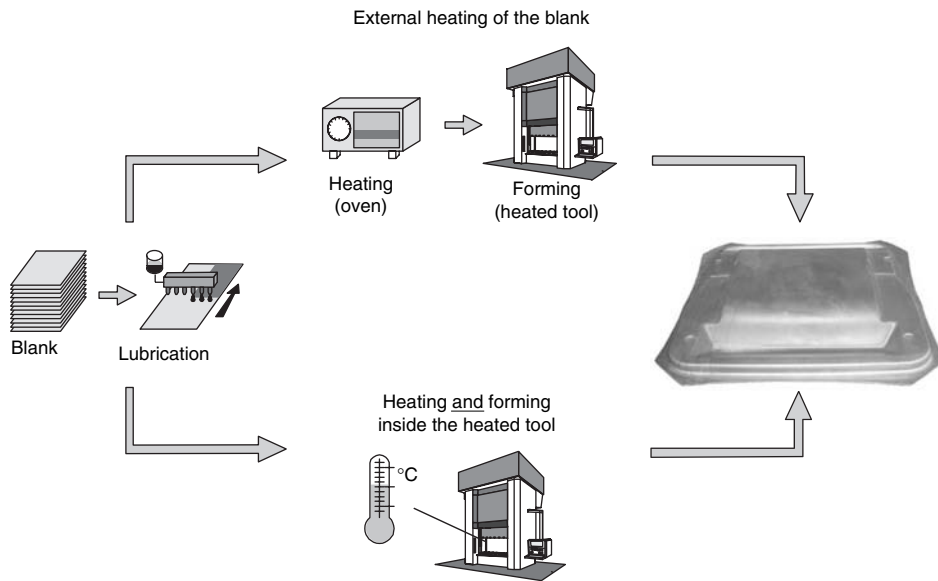 External heating of the blank
Heating
(oven)
Forming
(heated tool)
Blank
Lubrication
Heating and forming
inside the heated tool
°C